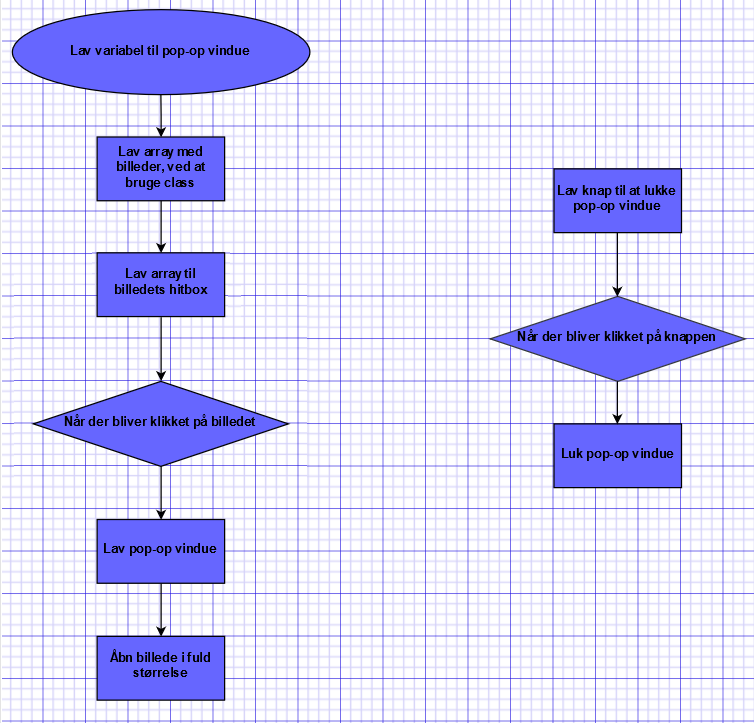 Lav variabel til pop-op vindue
Lav array med
billeder, ved at
bruge class
Lav array til
billedets hitbox
Når der bliver klikket på billedet
Lav pop-op vindue
Åbn billede i fuld
størrelse
Lav knap til at lukke
pop-op vindue
Når der bliver klikket på knappen
Luk pop-op vindue